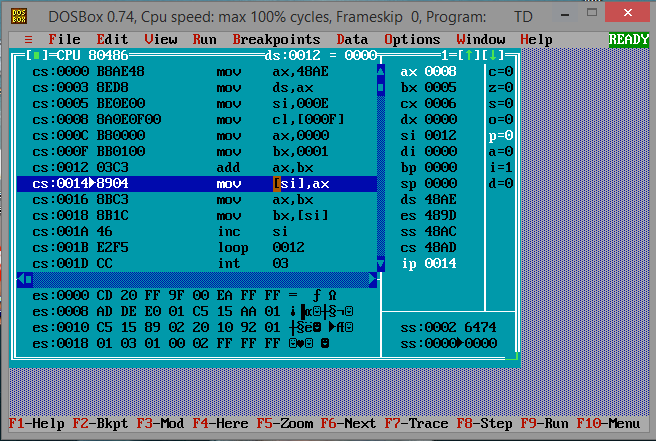 DOS BOX
DOSBox 0.74, Cpu speed: max 100% cycles, Frameskip 0, Program: TD
≡ File Edit View Run Breakpoints Data Options Window Help READY
[■]=CPU 80486 ds:0012 = 0000 1=[↑][↓]
cs:0000 B8AE48 mov ax,48AE ax 0008 c=0
cs:0003 8ED8 mov ds,ax bx 0005 z=0
cs:0005 BE0E00 mov si,000E cx 0006 s=0
cs:0008 8A0E0F00 mov cl,[000F] dx 0000 o=0
cs:000C B80000 mov ax,0000 si 0012 p=0
cs:000F BB0100 mov bx,0001 di 0000 a=0
cs:0012 03C3 add ax,bx bp 0000 i=1
cs:0014►8904 mov [si],ax sp 0000 d=0
cs:0016 8BC3 mov ax,bx ds 48AE
cs:0018 8B1C mov bx,[si] es 489D
cs:001A 46 inc si ss 48AC
cs:001B E2F5 loop 0012 cs 48AD
cs:001D CC int 03 ip 0014
es:0000 CD 20 FF 9F 00 EA FF FF = ƒ Ω
es:0008 AD DE E0 01 C5 15 AA 01
es:0010 C5 15 89 02 20 10 92 01 ss:0002 6474
es:0018 01 03 01 00 02 FF FF FF ss:0000►0000
F1-Help F2-Bkpt F3-Mod F4-Here F5-Zoom F6-Next F7-Trace F8-Step F9-Run F10-Menu